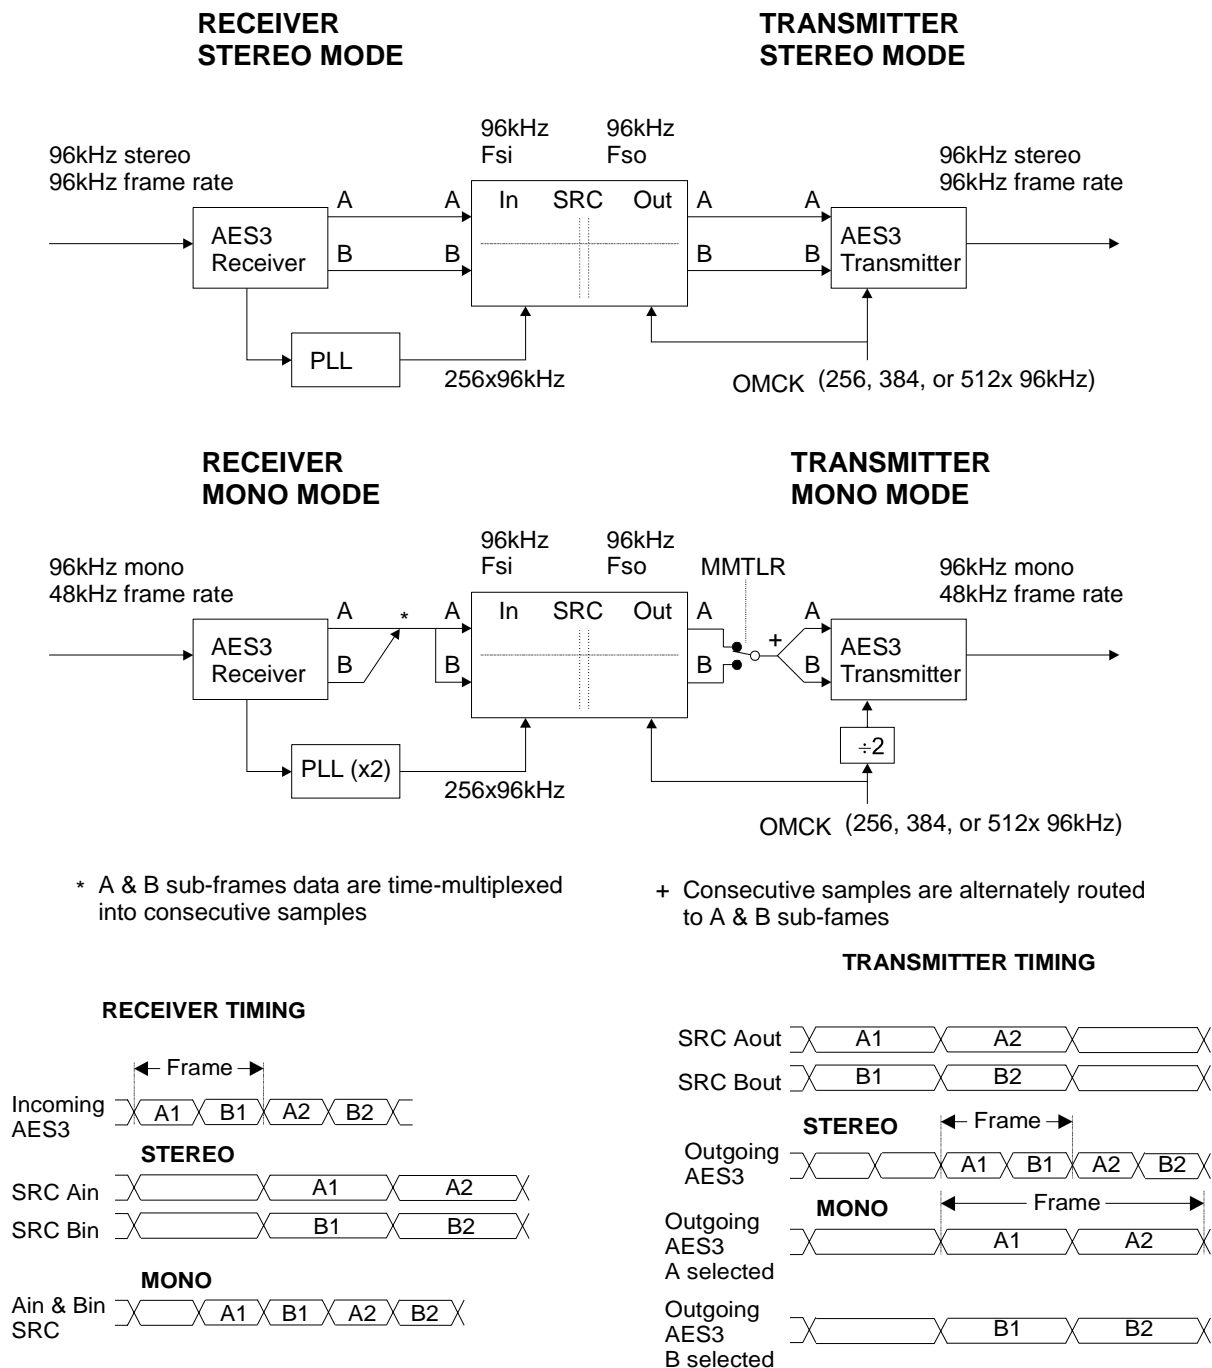 RECEIVER
STEREO MODE
TRANSMITTER
STEREO MODE
96kHz stereo
96kHz frame rate
96kHz
Fsi
96kHz
Fso
96kHz stereo
96kHz frame rate
AES3
Receiver
A
A
B
B
In SRC Out
A
A
B
B
AES3
Transmitter
PLL
256x96kHz
OMCK (256, 384, or 512x 96kHz)
RECEIVER
MONO MODE
TRANSMITTER
MONO MODE
96kHz mono
48kHz frame rate
96kHz
Fsi
96kHz
Fso
MMTLR
96kHz mono
48kHz frame rate
AES3
Receiver
A
*
A
B
B
In SRC Out
A
+
A
B
B
AES3
Transmitter
÷2
PLL (x2)
256x96kHz
OMCK (256, 384, or 512x 96kHz)
* A & B sub-frames data are time-multiplexed
into consecutive samples
+ Consecutive samples are alternately routed
to A & B sub-fames
RECEIVER TIMING
Frame
Incoming
AES3
A1 B1 A2 B2
STEREO
SRC Ain A1 A2
SRC Bin B1 B2
MONO
Ain & Bin
SRC
A1 B1 A2 B2
TRANSMITTER TIMING
SRC Aout A1 A2
SRC Bout B1 B2
STEREO
Frame
Outgoing
AES3
A1 B1 A2 B2
MONO
Frame
Outgoing
AES3
A selected
A1 A2
Outgoing
AES3
B selected
B1 B2